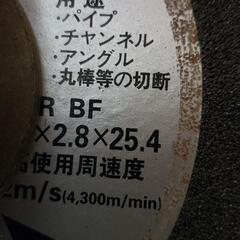 用途
・パイプ
・チャンネル
・アングル
・丸棒等の切断
R BF
×2.8×25.4
使用周速度
m/s(4,300m/min)